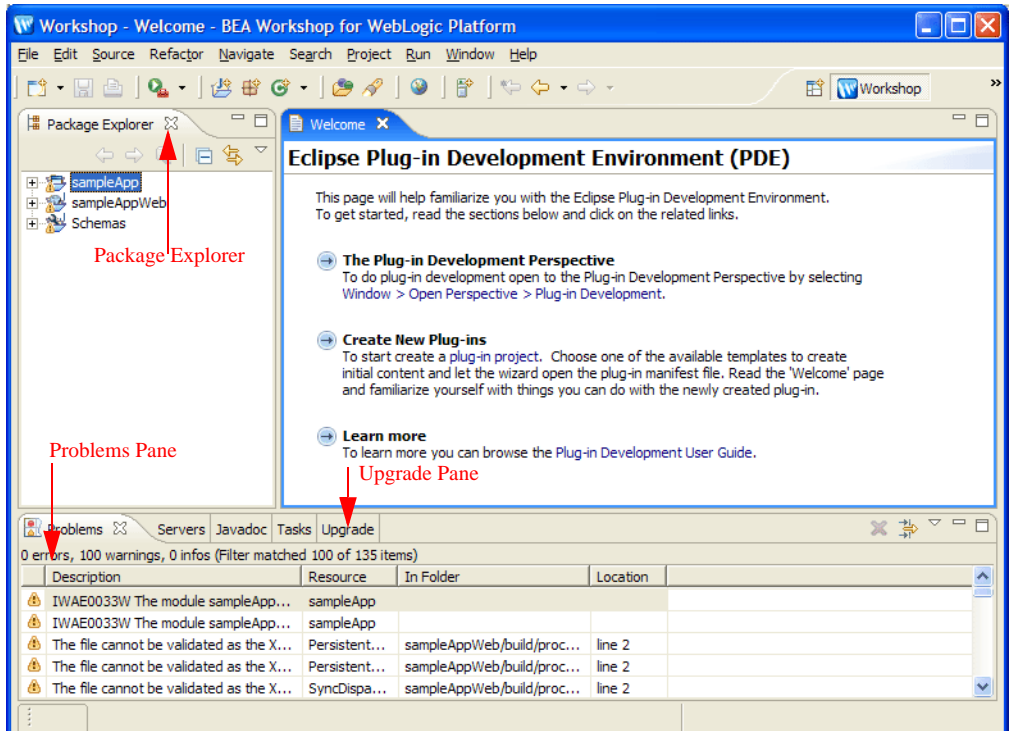 Workshop - Welcome - BEA Workshop for WebLogic Platform
File Edit Source Refactor Navigate Search Project Run Window Help
Workshop
»
Package Explorer
Welcome
Eclipse Plug-in Development Environment (PDE)
sampleApp
sampleAppWeb
Schemas
Package Explorer
This page will help familiarize you with the Eclipse Plug-in Development Environment.
To get started, read the sections below and click on the related links.
The Plug-in Development Perspective
To do plug-in development open to the Plug-in Development Perspective by selecting
Window > Open Perspective > Plug-in Development.
Create New Plug-ins
To start create a plug-in project. Choose one of the available templates to create
initial content and let the wizard open the plug-in manifest file. Read the 'Welcome' page
and familiarize yourself with things you can do with the newly created plug-in.
Learn more
To learn more you can browse the Plug-in Development User Guide.
Problems Pane
Upgrade Pane
Problems Servers Javadoc Tasks Upgrade
0 errors, 100 warnings, 0 infos (Filter matched 100 of 135 items)
Description Resource In Folder Location
IWAE0033W The module sampleApp... sampleApp
IWAE0033W The module sampleApp... sampleApp
The file cannot be validated as the X... Persistent... sampleAppWeb/build/proc... line 2
The file cannot be validated as the X... Persistent... sampleAppWeb/build/proc... line 2
The file cannot be validated as the X... SyncDispa... sampleAppWeb/build/proc... line 2